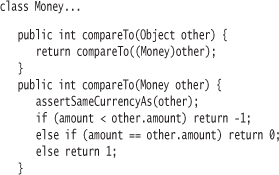 class Money...
public int compareTo(Object other) {
return compareTo((Money)other);
}
public int compareTo(Money other) {
assertSameCurrencyAs(other);
if (amount < other.amount) return -1;
else if (amount == other.amount) return 0;
else return 1;
}